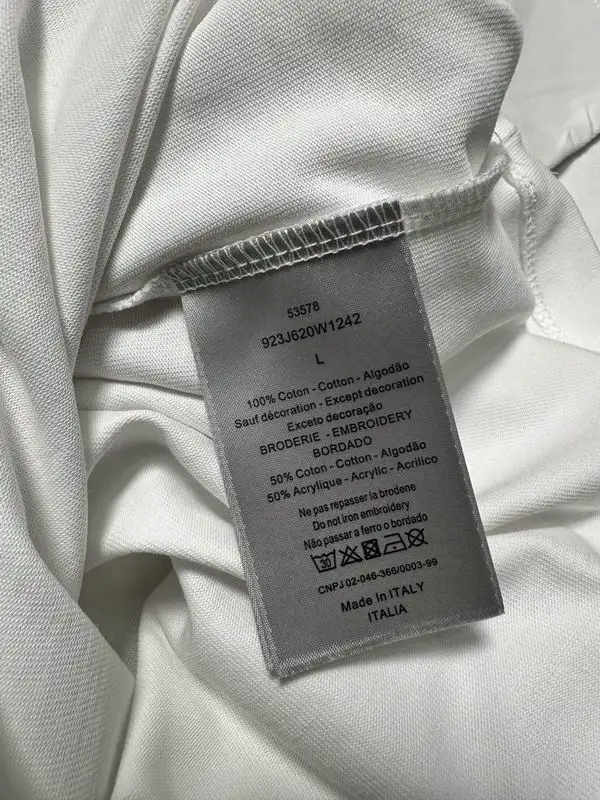 53578
923J620W1242
L
100% Coton - Cotton - Algodão
Sauf décoration - Except decoration
Exceto decoração
BRODERIE - EMBROIDERY
BORDADO
50% Coton - Cotton - Algodão
50% Acrylique - Acrylic - Acrilico
Ne pas repasser la brodene
Do not iron embroidery
Não passar a ferro o bordado
30
CNPJ 02-046-366/0003-99
Made In ITALY
ITALIA